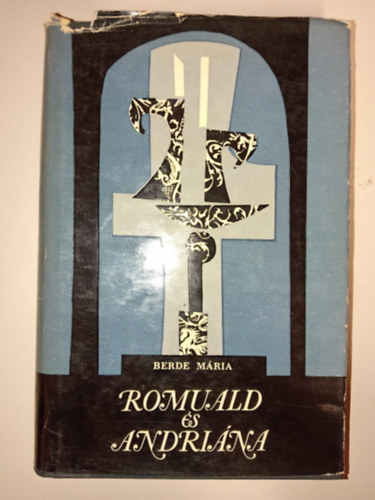 BERDE MÁRIA
ROMUALD
és
ANDRIÁNA